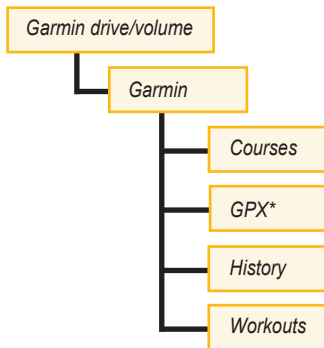 Garmin drive/volume
Garmin
Courses
GPX*
History
Workouts